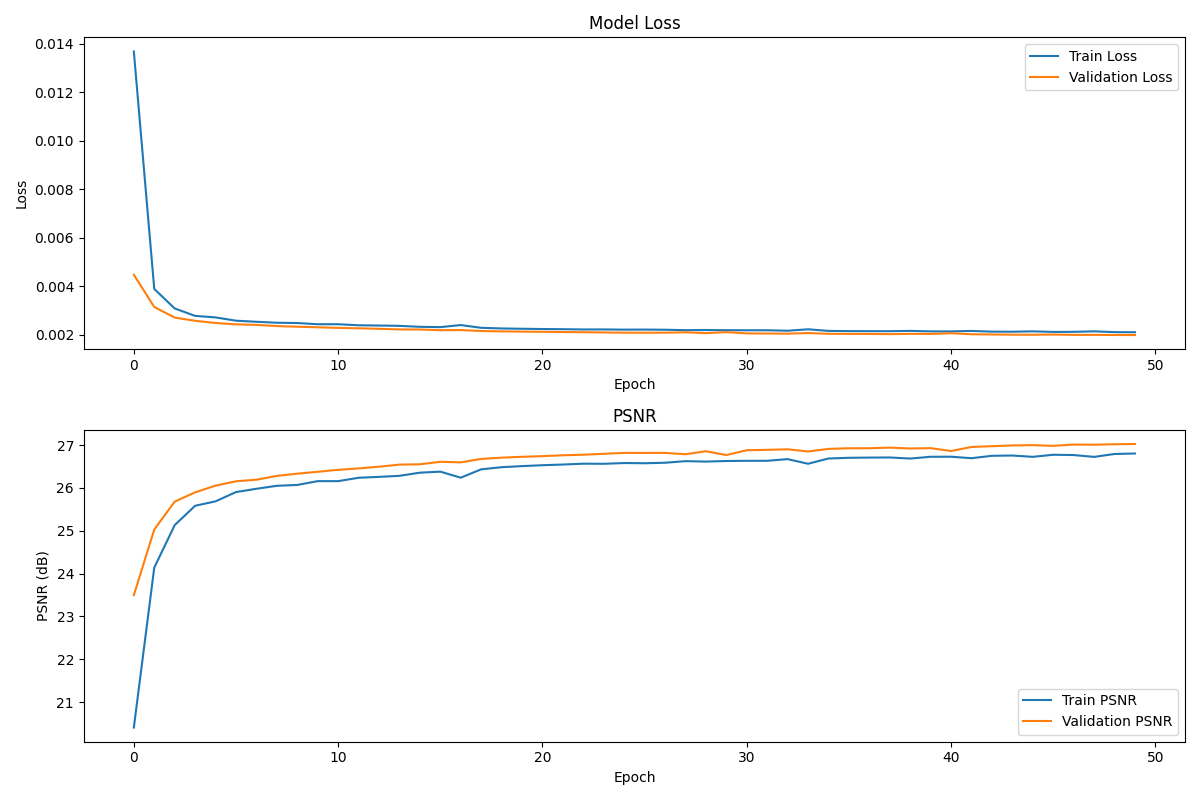 Model Loss
0.014
0.012
0.010
0.008
0.006
0.004
0.002
Loss
Train Loss
Validation Loss
0 10 20 30 40 50
Epoch
PSNR
27
26
25
24
23
22
21
PSNR (dB)
Train PSNR
Validation PSNR
0 10 20 30 40 50
Epoch